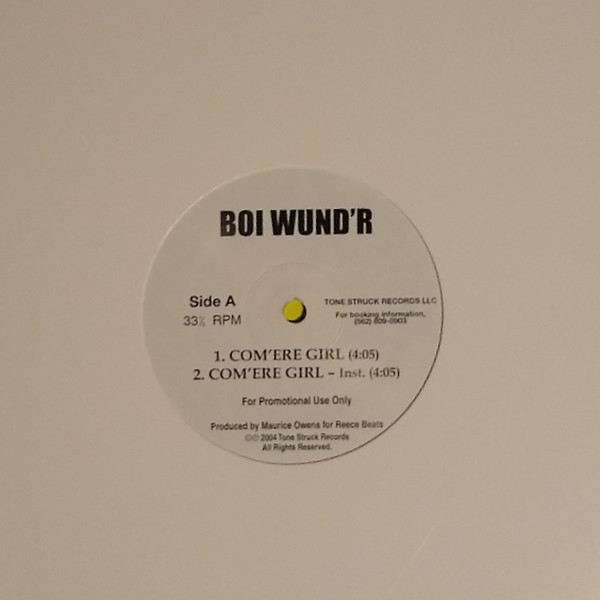 BOI WUND'R
Side A
33⅓ RPM
TONE STRUCK RECORDS LLC
For booking information,
(562) 809-0903
1. COM'ERE GIRL (4:05)
2. COM'ERE GIRL – Inst. (4:05)
For Promotional Use Only
Produced by Maurice Owens for Reece Beats
©℗ 2004 Tone Struck Records
All Rights Reserved.